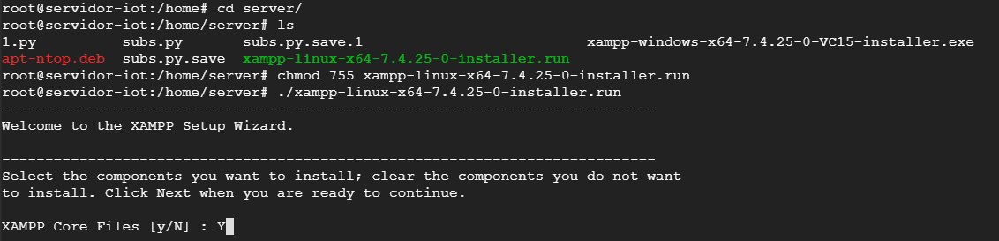 root@servidor-iot:/home# cd server/
root@servidor-iot:/home/server# ls
1.py subs.py subs.py.save.1 xampp-windows-x64-7.4.25-0-VC15-installer.exe
apt-ntop.deb subs.py.save xampp-linux-x64-7.4.25-0-installer.run
root@servidor-iot:/home/server# chmod 755 xampp-linux-x64-7.4.25-0-installer.run
root@servidor-iot:/home/server# ./xampp-linux-x64-7.4.25-0-installer.run
----------------------------------------------------------------------------
Welcome to the XAMPP Setup Wizard.
----------------------------------------------------------------------------
Select the components you want to install; clear the components you do not want
to install. Click Next when you are ready to continue.
XAMPP Core Files [y/N] : Y